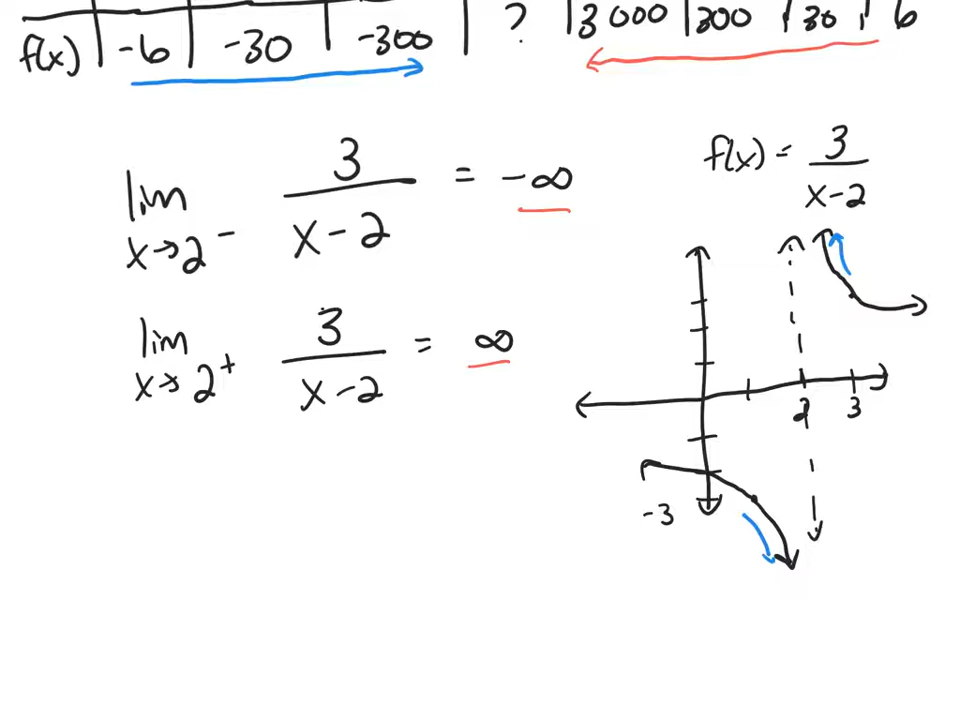 f(x) | -6 | -30 | -300 | ? | 3000 | 300 | 30 | 6
lim x→2⁻ 3/(x-2) = -∞
f(x) = 3/(x-2)
lim x→2⁺ 3/(x-2) = ∞
2 3
-3